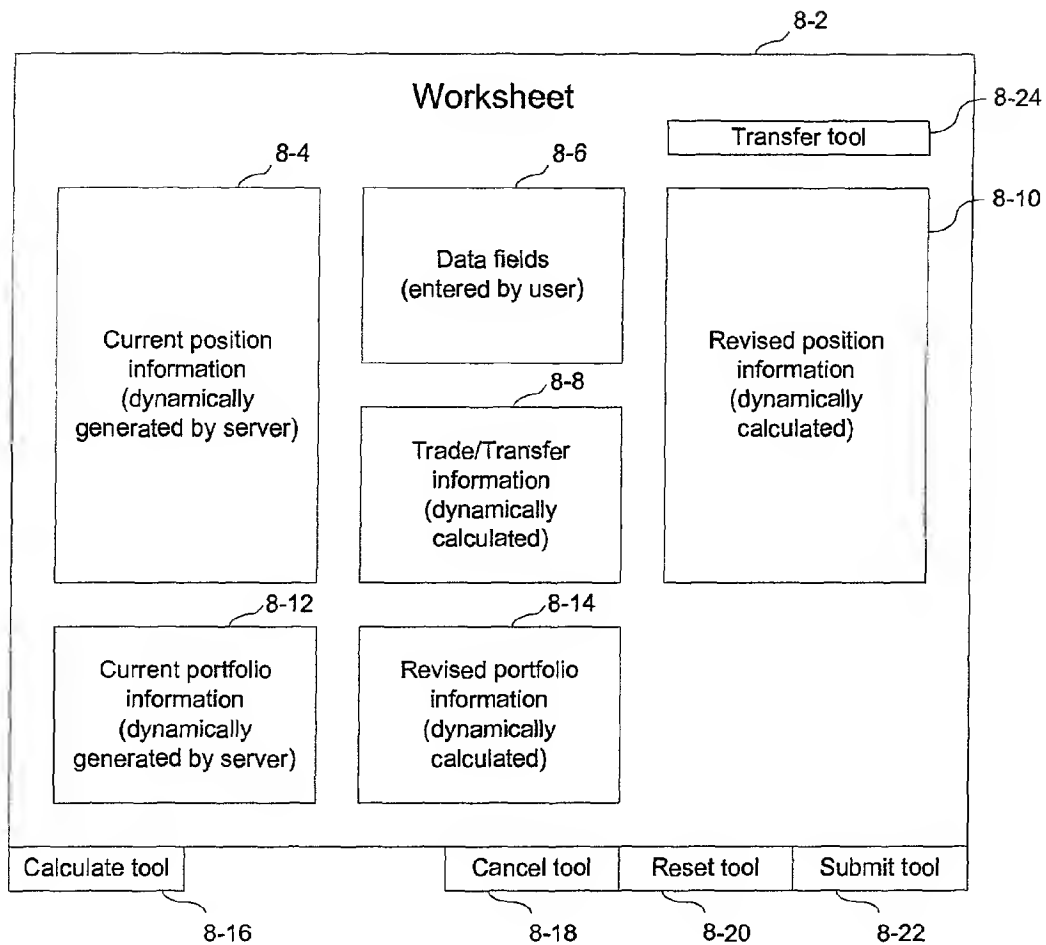 8-2
Worksheet
8-24
Transfer tool
8-4
8-6
8-10
Current position
information
(dynamically
generated by server)
Data fields
(entered by user)
8-8
Trade/Transfer
information
(dynamically
calculated)
Revised position
information
(dynamically
calculated)
8-12
8-14
Current portfolio
information
(dynamically
generated by server)
Revised portfolio
information
(dynamically
calculated)
Calculate tool
Cancel tool
Reset tool
Submit tool
8-16
8-18
8-20
8-22